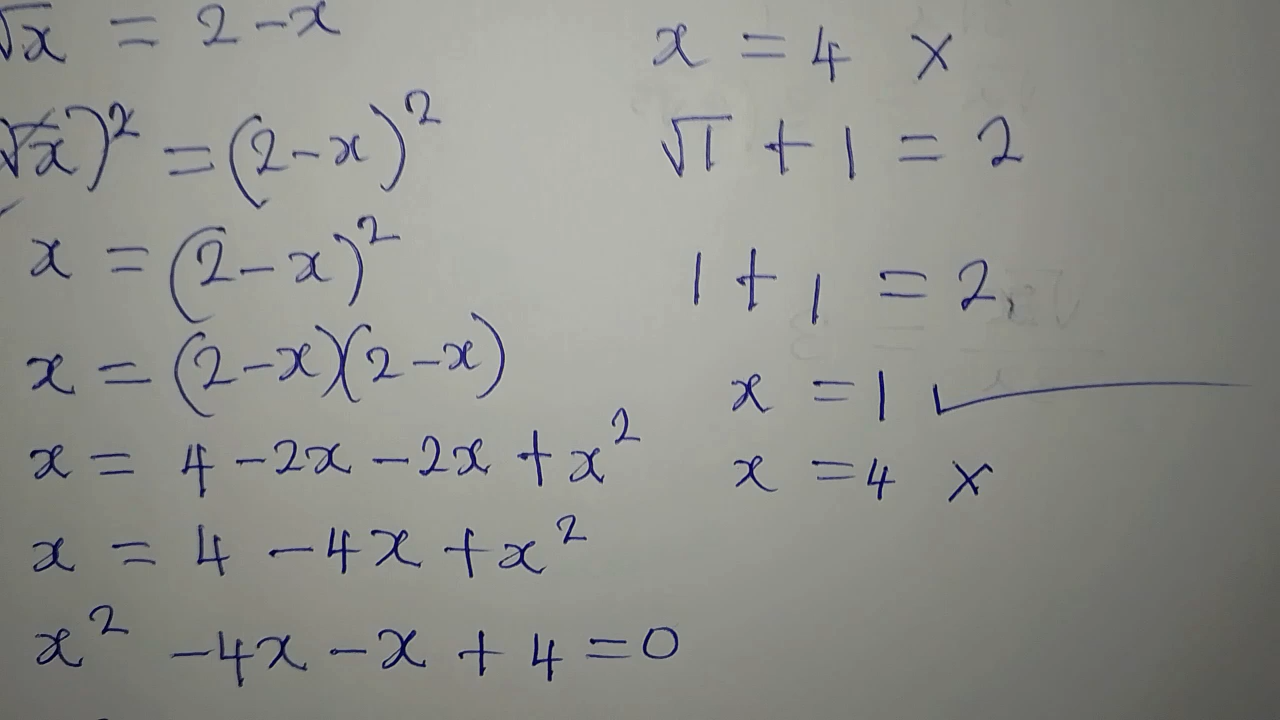 √x = 2 - x
√x)² = (2 - x)²
x = (2 - x)²
x = (2 - x)(2 - x)
x = 4 - 2x - 2x + x²
x = 4 - 4x + x²
x² - 4x - x + 4 = 0
x = 4 ×
√1 + 1 = 2
1 + 1 = 2,
x = 1 ✓
x = 4 ×